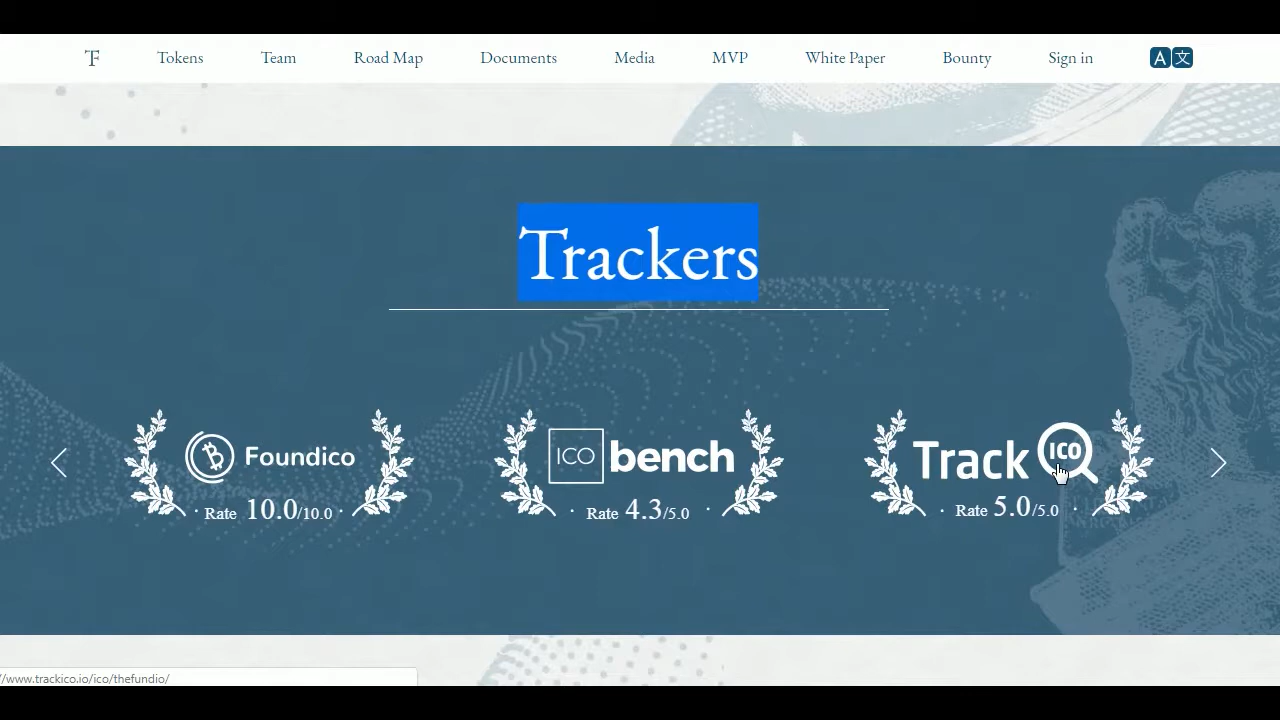 TF Tokens Team Road Map Documents Media MVP White Paper Bounty Sign in A 文
Trackers
Foundico ICO bench Track ICO
Rate 10.0/10.0 Rate 4.3/5.0 Rate 5.0/5.0
/www.trackico.io/ico/thefundio/